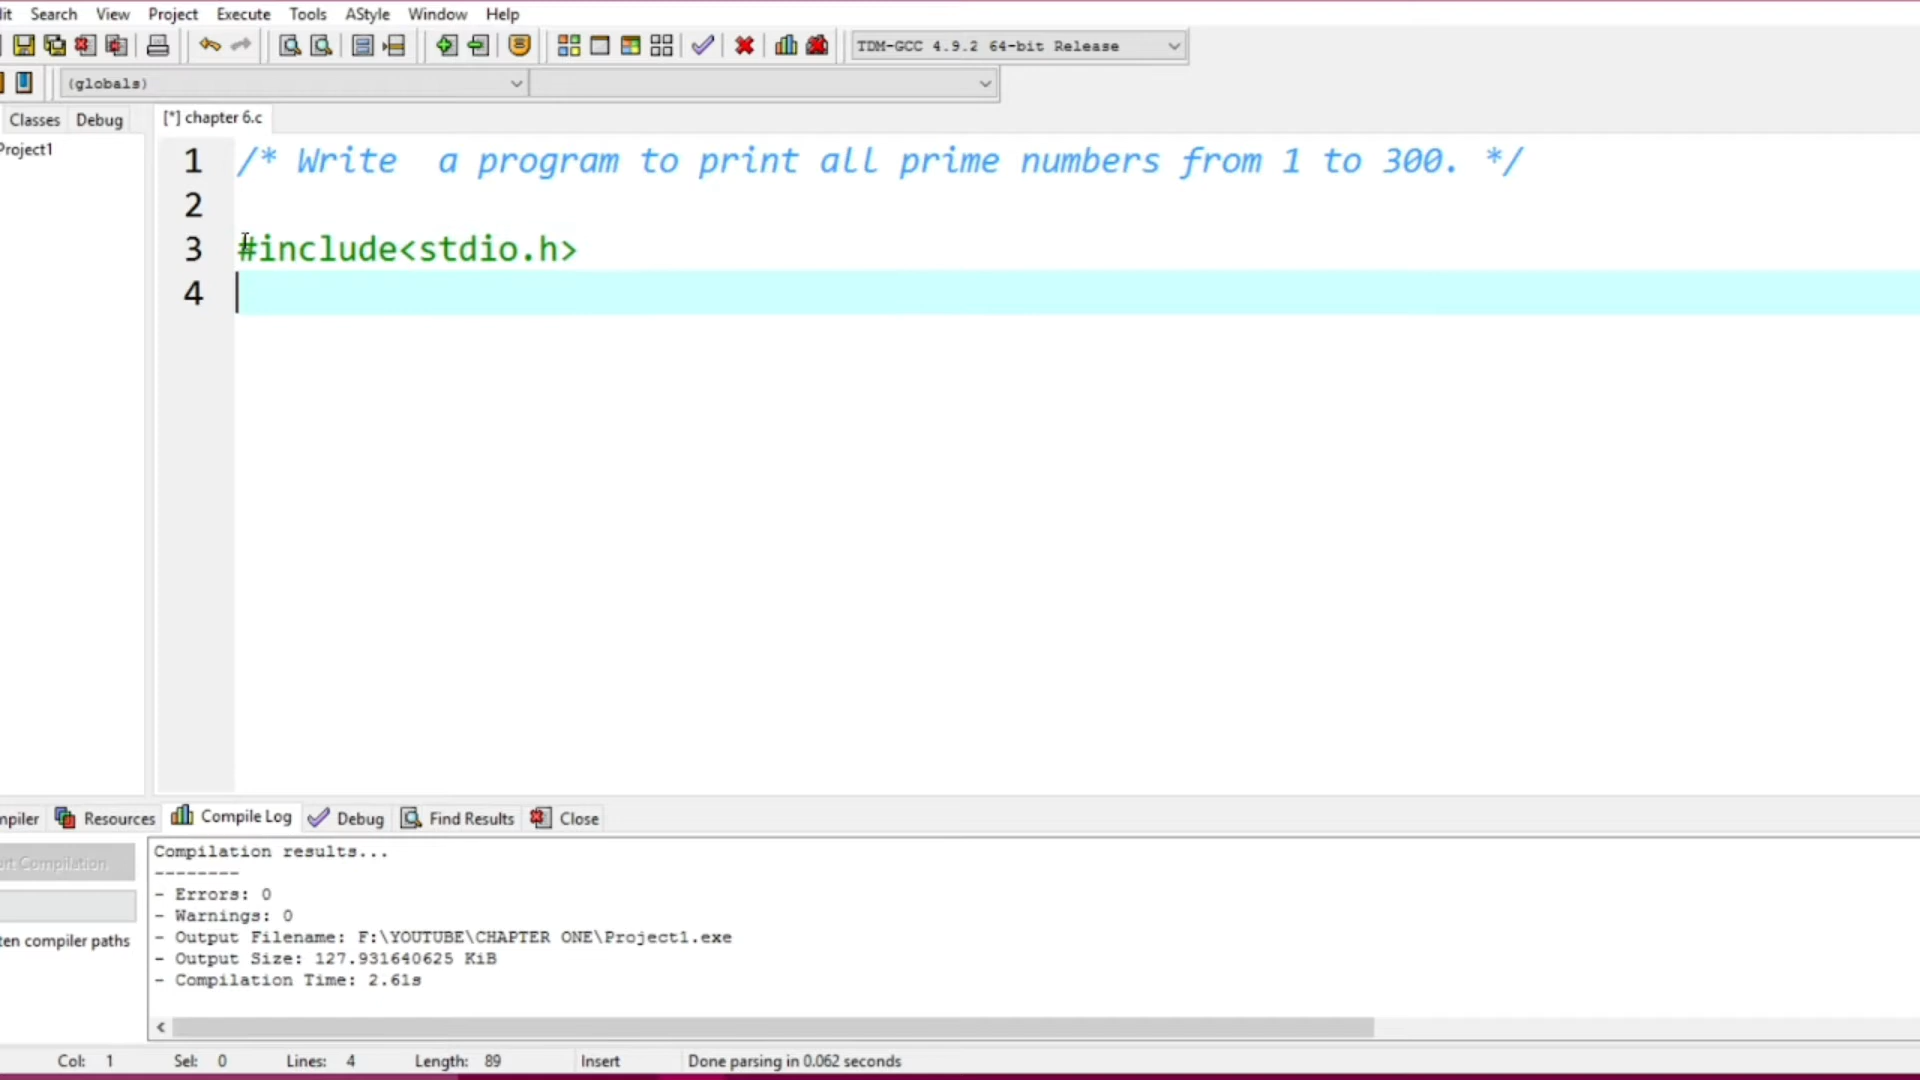 Search View Project Execute Tools AStyle Window Help
TDM-GCC 4.9.2 64-bit Release
(globals)
Classes Debug [*] chapter 6.c
Project1
1 /* Write  a program to print all prime numbers from 1 to 300. */
2
3 #include<stdio.h>
4
Resources Compile Log Debug Find Results Close
Compilation results...
--------
- Errors: 0
- Warnings: 0
- Output Filename: F:\YOUTUBE\CHAPTER ONE\Project1.exe
- Output Size: 127.931640625 KiB
- Compilation Time: 2.61s
Compilation
compiler paths
Col: 1 Sel: 0 Lines: 4 Length: 89 Insert Done parsing in 0.062 seconds